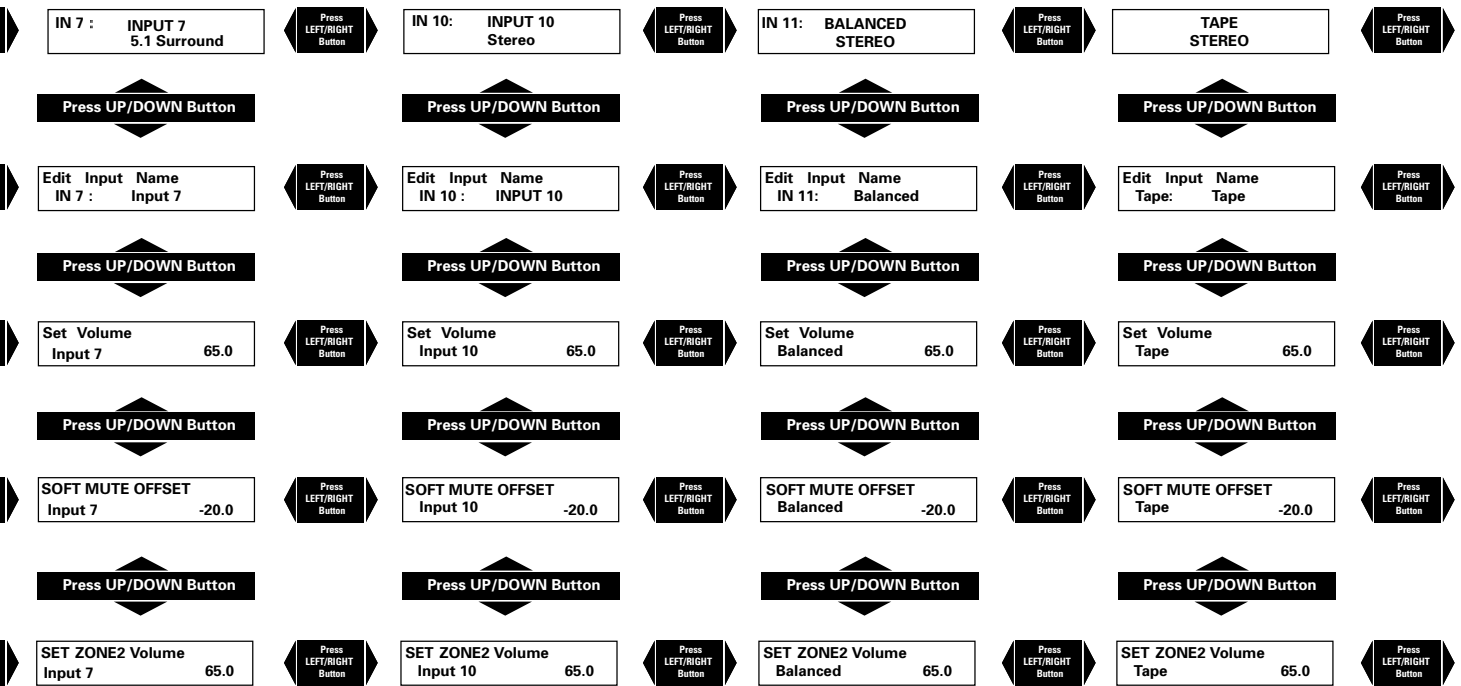 IN 7 : INPUT 7
5.1 Surround
Press
LEFT/RIGHT
Button
IN 10: INPUT 10
Stereo
Press
LEFT/RIGHT
Button
IN 11: BALANCED
STEREO
Press
LEFT/RIGHT
Button
TAPE
STEREO
Press
LEFT/RIGHT
Button
Press UP/DOWN Button
Press UP/DOWN Button
Press UP/DOWN Button
Press UP/DOWN Button
Edit Input Name
IN 7 : Input 7
Press
LEFT/RIGHT
Button
Edit Input Name
IN 10 : INPUT 10
Press
LEFT/RIGHT
Button
Edit Input Name
IN 11: Balanced
Press
LEFT/RIGHT
Button
Edit Input Name
Tape: Tape
Press
LEFT/RIGHT
Button
Press UP/DOWN Button
Press UP/DOWN Button
Press UP/DOWN Button
Press UP/DOWN Button
Set Volume
Input 7 65.0
Press
LEFT/RIGHT
Button
Set Volume
Input 10 65.0
Press
LEFT/RIGHT
Button
Set Volume
Balanced 65.0
Press
LEFT/RIGHT
Button
Set Volume
Tape 65.0
Press
LEFT/RIGHT
Button
Press UP/DOWN Button
Press UP/DOWN Button
Press UP/DOWN Button
Press UP/DOWN Button
SOFT MUTE OFFSET
Input 7 -20.0
Press
LEFT/RIGHT
Button
SOFT MUTE OFFSET
Input 10 -20.0
Press
LEFT/RIGHT
Button
SOFT MUTE OFFSET
Balanced -20.0
Press
LEFT/RIGHT
Button
SOFT MUTE OFFSET
Tape -20.0
Press
LEFT/RIGHT
Button
Press UP/DOWN Button
Press UP/DOWN Button
Press UP/DOWN Button
Press UP/DOWN Button
SET ZONE2 Volume
Input 7 65.0
Press
LEFT/RIGHT
Button
SET ZONE2 Volume
Input 10 65.0
Press
LEFT/RIGHT
Button
SET ZONE2 Volume
Balanced 65.0
Press
LEFT/RIGHT
Button
SET ZONE2 Volume
Tape 65.0
Press
LEFT/RIGHT
Button